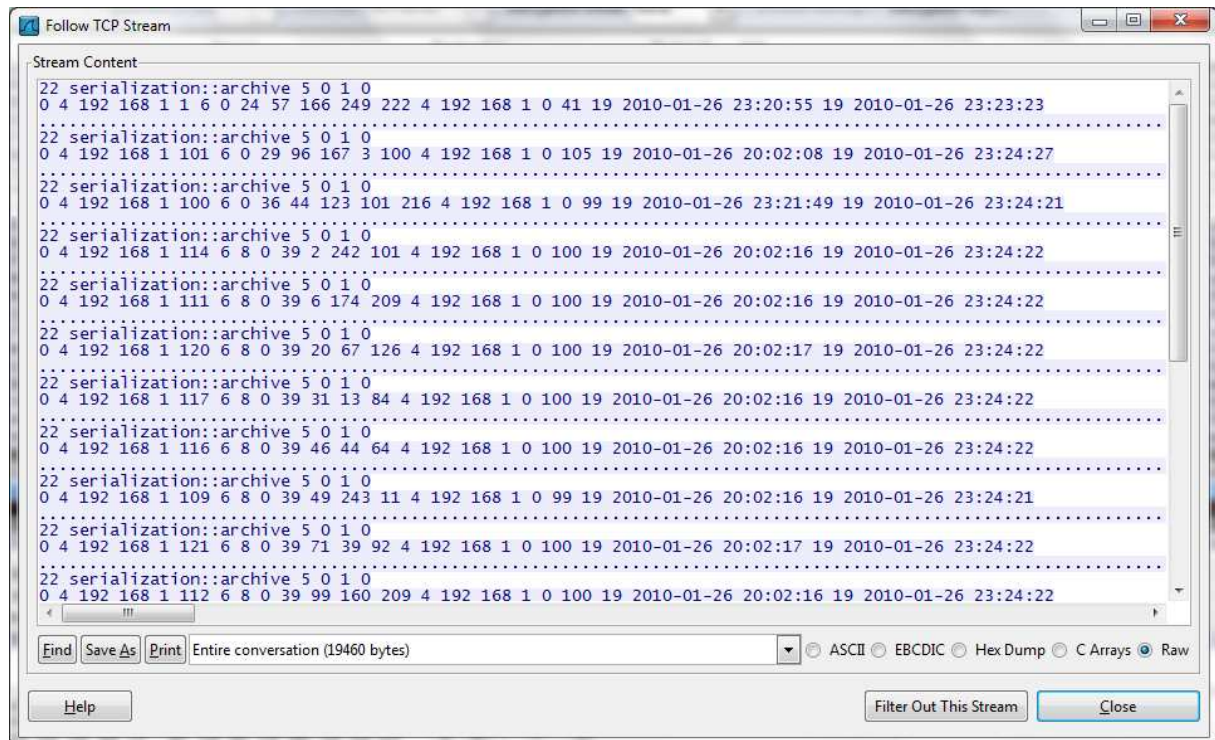 Follow TCP Stream
Stream Content
22 serialization::archive 5 0 1 0
0 4 192 168 1 1 6 0 24 57 166 249 222 4 192 168 1 0 41 19 2010-01-26 23:20:55 19 2010-01-26 23:23:23
................................................................................................................
22 serialization::archive 5 0 1 0
0 4 192 168 1 101 6 0 29 96 167 3 100 4 192 168 1 0 105 19 2010-01-26 20:02:08 19 2010-01-26 23:24:27
................................................................................................................
22 serialization::archive 5 0 1 0
0 4 192 168 1 100 6 0 36 44 123 101 216 4 192 168 1 0 99 19 2010-01-26 23:21:49 19 2010-01-26 23:24:21
................................................................................................................
22 serialization::archive 5 0 1 0
0 4 192 168 1 114 6 8 0 39 2 242 101 4 192 168 1 0 100 19 2010-01-26 20:02:16 19 2010-01-26 23:24:22
................................................................................................................
22 serialization::archive 5 0 1 0
0 4 192 168 1 111 6 8 0 39 6 174 209 4 192 168 1 0 100 19 2010-01-26 20:02:16 19 2010-01-26 23:24:22
................................................................................................................
22 serialization::archive 5 0 1 0
0 4 192 168 1 120 6 8 0 39 20 67 126 4 192 168 1 0 100 19 2010-01-26 20:02:17 19 2010-01-26 23:24:22
................................................................................................................
22 serialization::archive 5 0 1 0
0 4 192 168 1 117 6 8 0 39 31 13 84 4 192 168 1 0 100 19 2010-01-26 20:02:16 19 2010-01-26 23:24:22
................................................................................................................
22 serialization::archive 5 0 1 0
0 4 192 168 1 116 6 8 0 39 46 44 64 4 192 168 1 0 100 19 2010-01-26 20:02:16 19 2010-01-26 23:24:22
................................................................................................................
22 serialization::archive 5 0 1 0
0 4 192 168 1 109 6 8 0 39 49 243 11 4 192 168 1 0 99 19 2010-01-26 20:02:16 19 2010-01-26 23:24:21
................................................................................................................
22 serialization::archive 5 0 1 0
0 4 192 168 1 121 6 8 0 39 71 39 92 4 192 168 1 0 100 19 2010-01-26 20:02:17 19 2010-01-26 23:24:22
................................................................................................................
22 serialization::archive 5 0 1 0
0 4 192 168 1 112 6 8 0 39 99 160 209 4 192 168 1 0 100 19 2010-01-26 20:02:16 19 2010-01-26 23:24:22
Find Save As Print Entire conversation (19460 bytes) ASCII EBCDIC Hex Dump C Arrays Raw
Help Filter Out This Stream Close